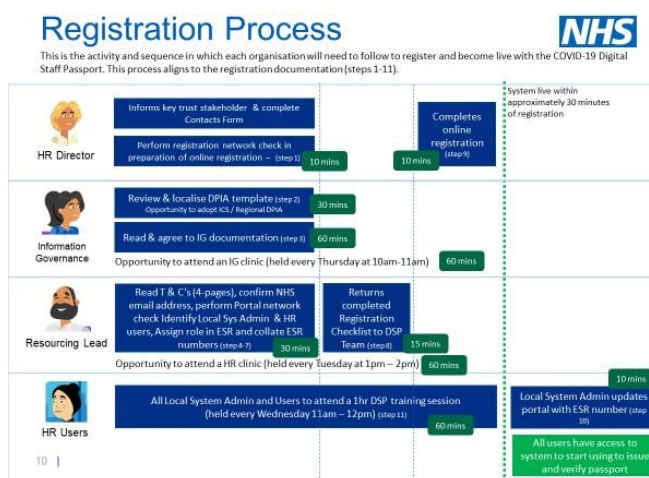 Registration Process
NHS
This is the activity and sequence in which each organisation will need to follow to register and become live with the COVID-19 Digital
Staff Passport. This process aligns to the registration documentation (steps 1-11).
System live within
approximately 30 minutes
of registration
HR Director
Informs key trust stakeholder & complete
Contacts Form
Perform registration network check in
preparation of online registration – (step 1)
10 mins
Completes
online
registration
(step 9)
10 mins
Information
Governance
Review & localise DPIA template (step 2)
Opportunity to adopt ICS / Regional DPIA
30 mins
Read & agree to IG documentation (step 3)
60 mins
Opportunity to attend an IG clinic (held every Thursday at 10am-11am)
60 mins
Resourcing Lead
Read T & C's (4-pages), confirm NHS
email address, perform Portal network
check Identify Local Sys Admin & HR
users, Assign role in ESR and collate ESR
numbers (step 4-7)
30 mins
Returns
completed
Registration
Checklist to DSP
Team (step 8)
15 mins
Opportunity to attend a HR clinic (held every Tuesday at 1pm – 2pm)
60 mins
HR Users
All Local System Admin and Users to attend a 1hr DSP training session
(held every Wednesday 11am – 12pm) (step 11)
60 mins
10 mins
Local System Admin updates
portal with ESR number (step
10)
All users have access to
system to start using to issue
and verify passport
10 |